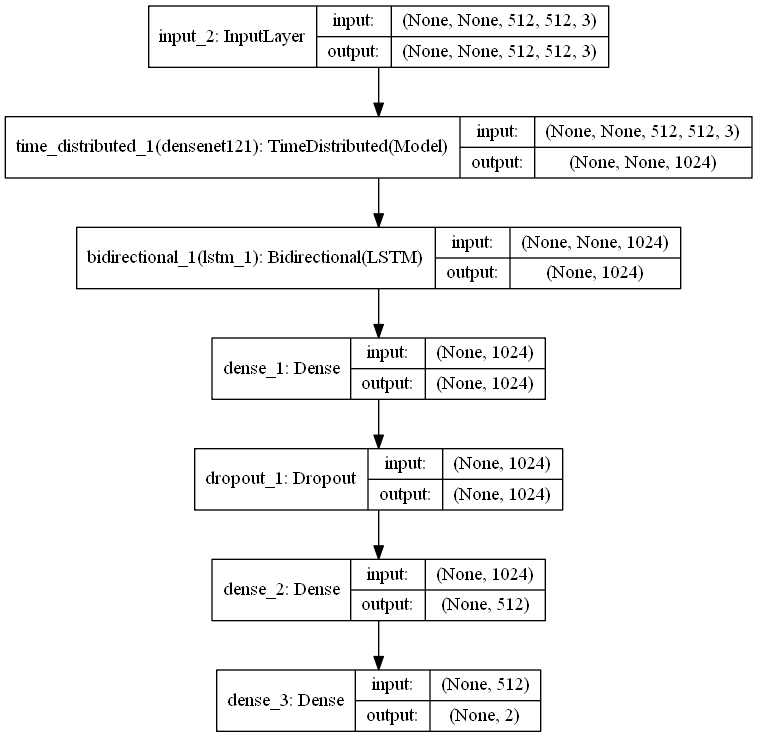 input_2: InputLayer
input: (None, None, 512, 512, 3)
output: (None, None, 512, 512, 3)
time_distributed_1(densenet121): TimeDistributed(Model)
input: (None, None, 512, 512, 3)
output: (None, None, 1024)
bidirectional_1(lstm_1): Bidirectional(LSTM)
input: (None, None, 1024)
output: (None, 1024)
dense_1: Dense
input: (None, 1024)
output: (None, 1024)
dropout_1: Dropout
input: (None, 1024)
output: (None, 1024)
dense_2: Dense
input: (None, 1024)
output: (None, 512)
dense_3: Dense
input: (None, 512)
output: (None, 2)